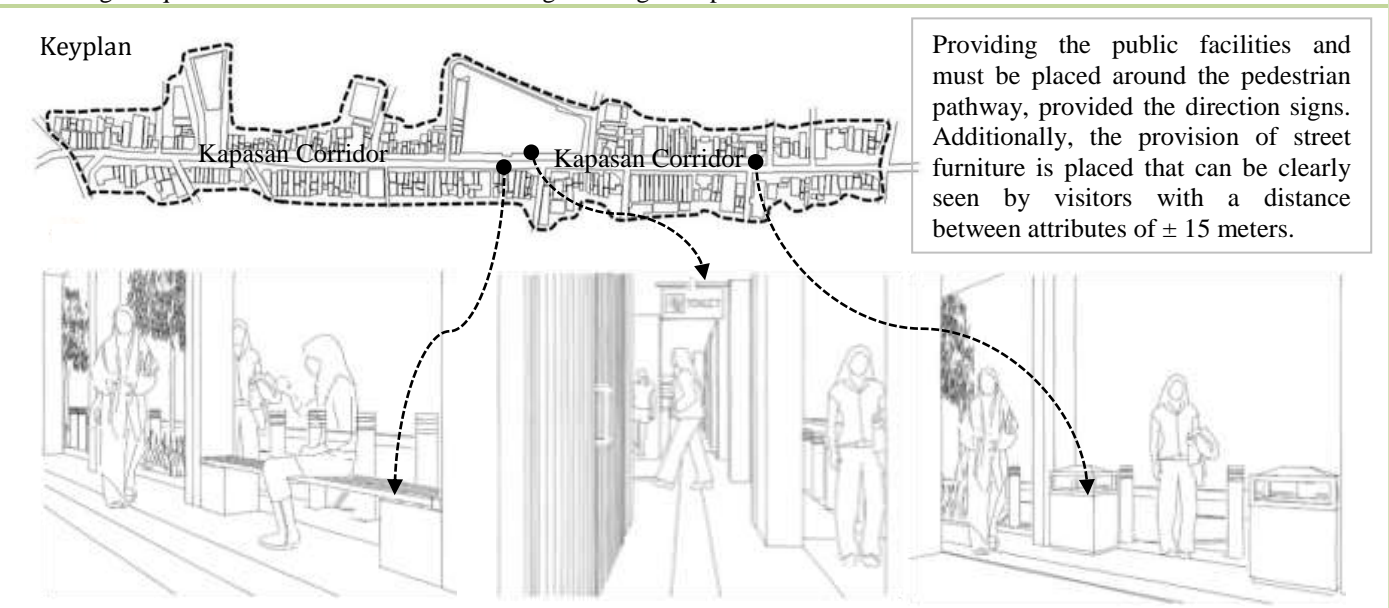 Keyplan
Providing the public facilities and
must be placed around the pedestrian
pathway, provided the direction signs.
Additionally, the provision of street
furniture is placed that can be clearly
seen by visitors with a distance
between attributes of ± 15 meters.
Kapasan Corridor
Kapasan Corridor
TOILET